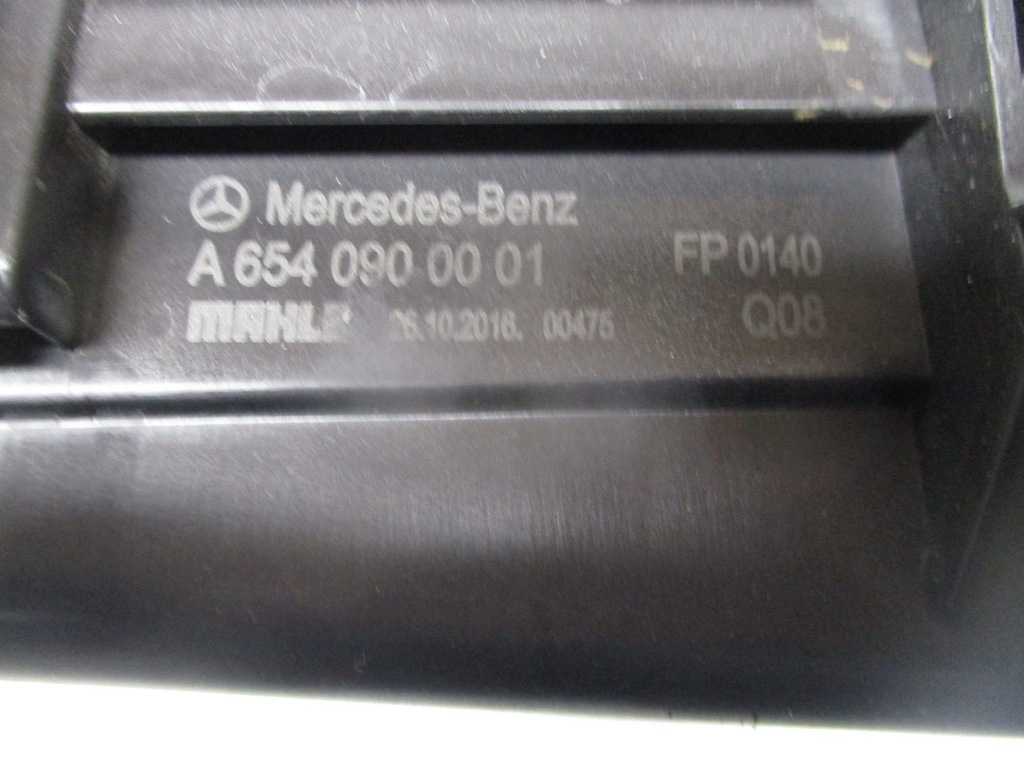 Mercedes-Benz
A 654 090 00 01 FP 0140
MAHLE 26.10.2016. 00475 Q08